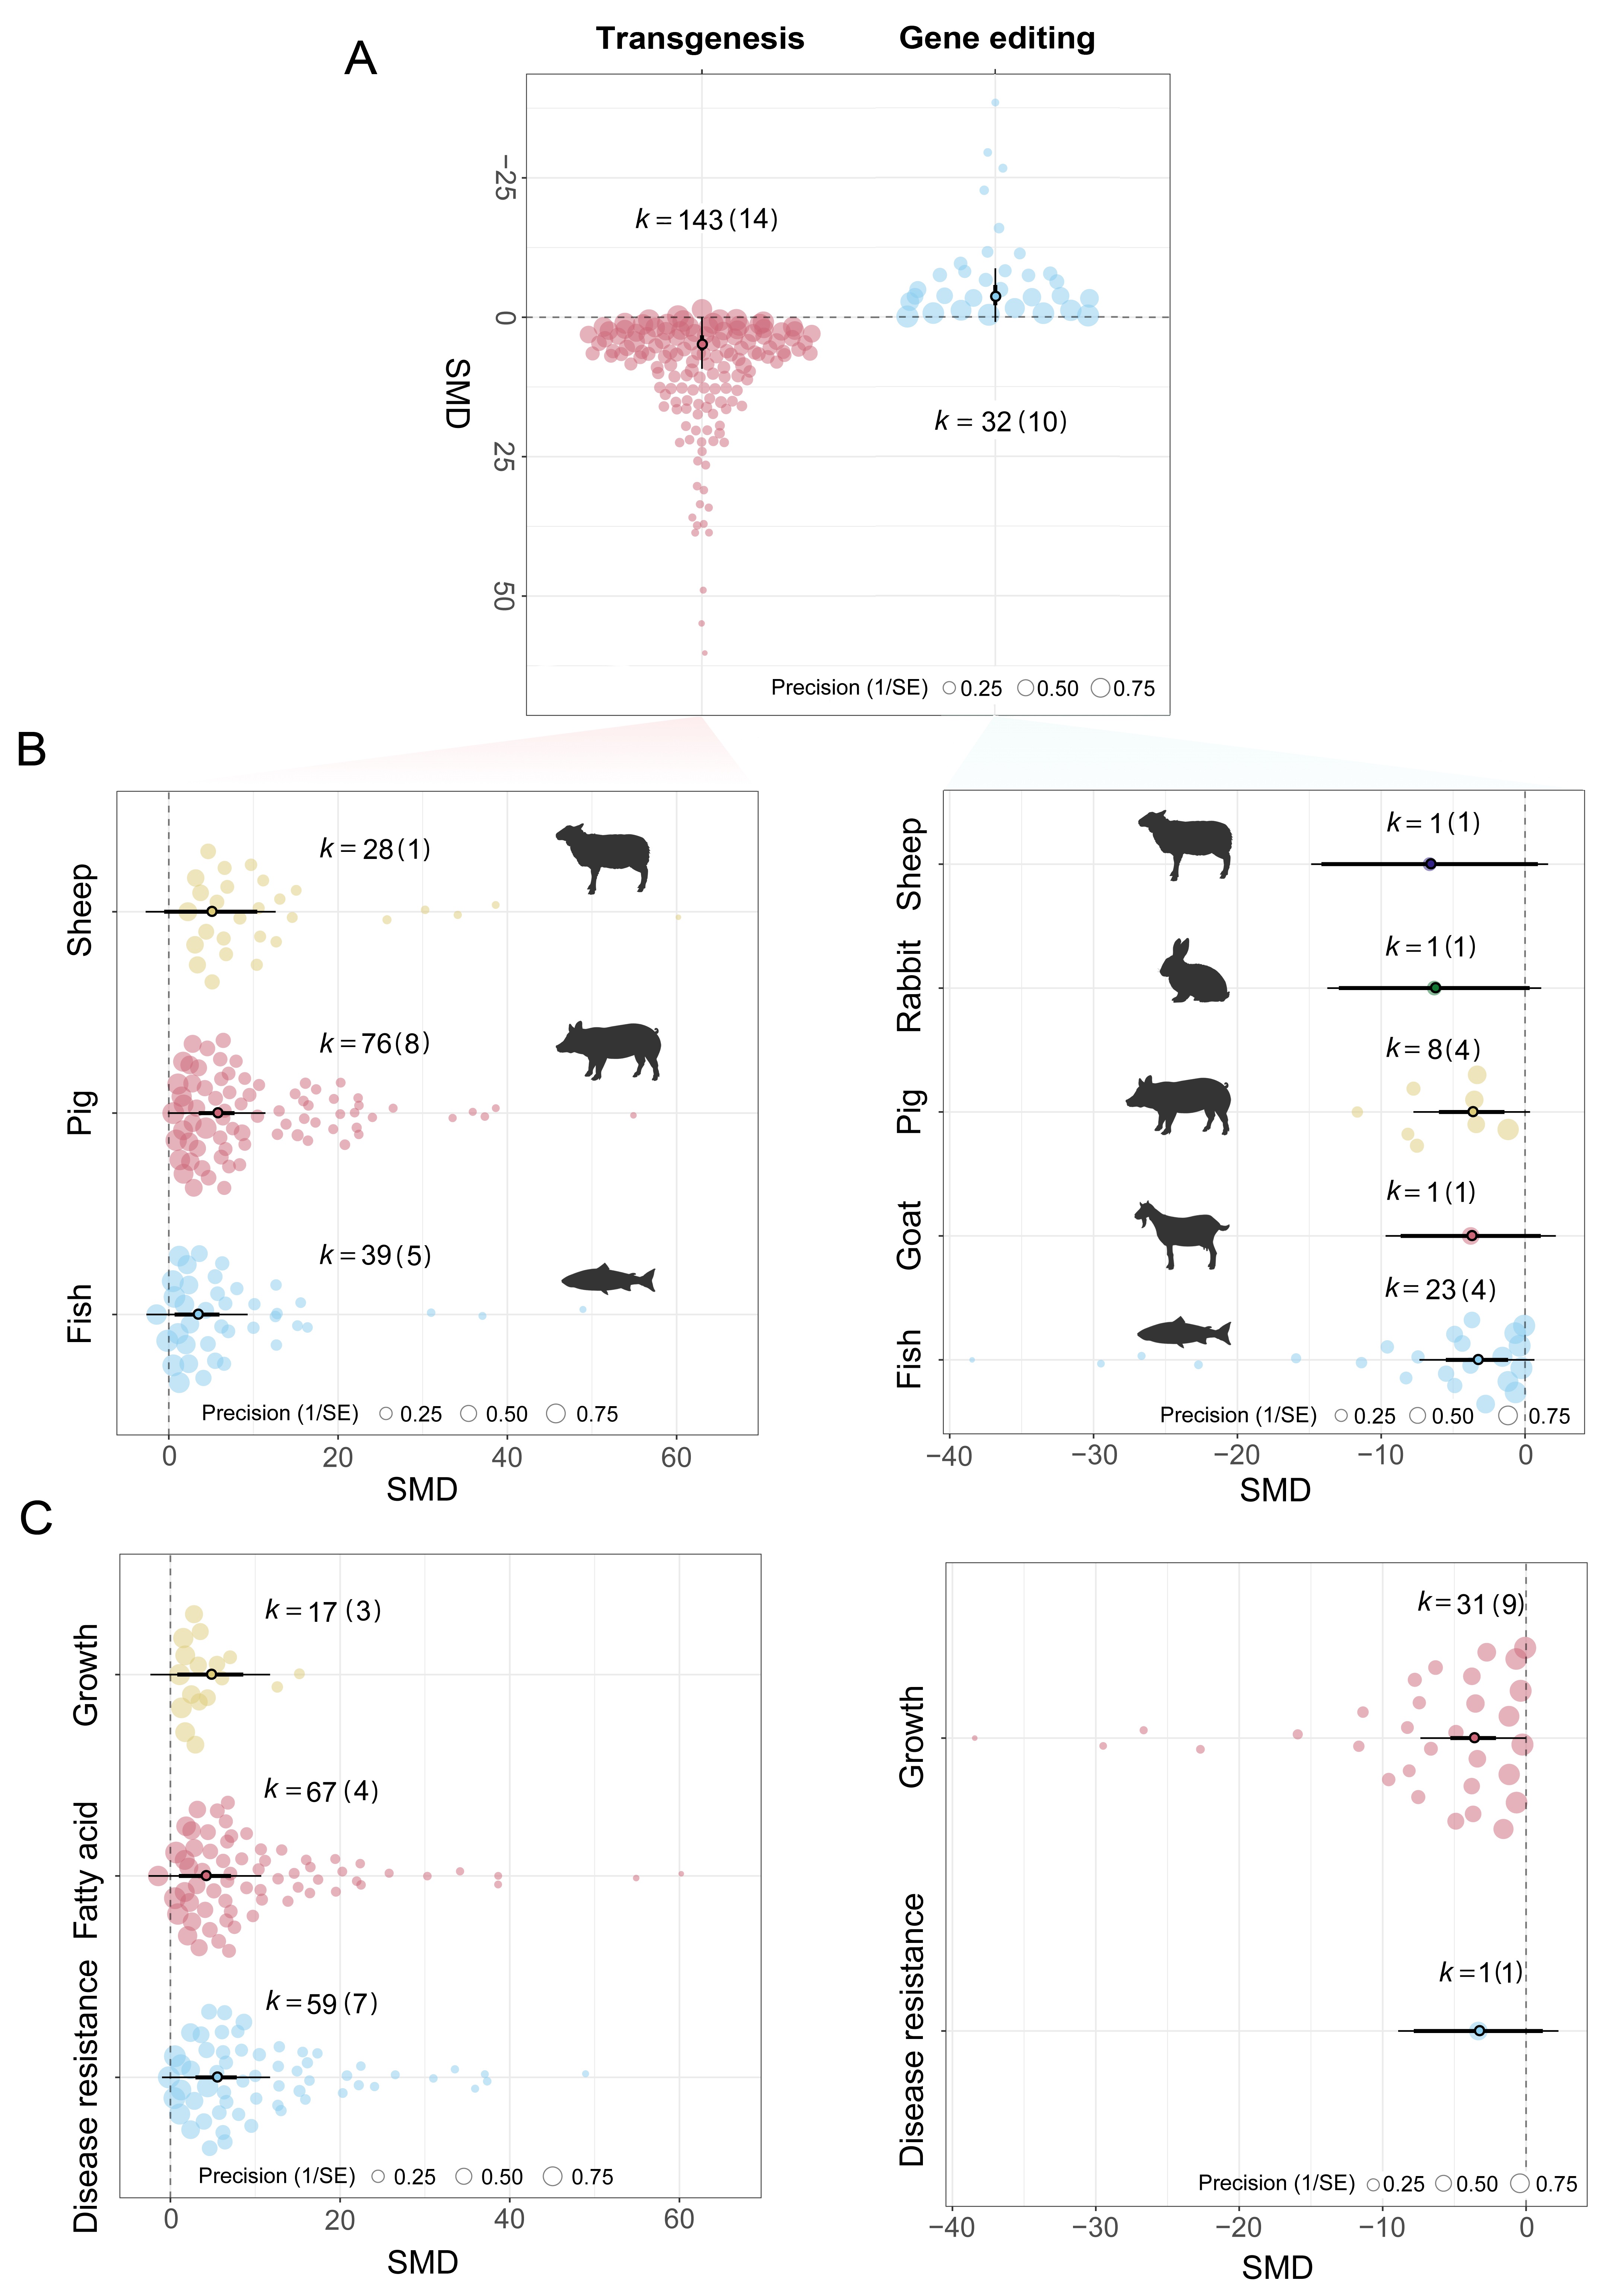 A
Transgenesis
Gene editing
−25
0
25
50
SMD
k = 143 (14)
k = 32 (10)
Precision (1/SE) 0.25 0.50 0.75
B
Sheep
k = 28 (1)
Pig
k = 76 (8)
Fish
k = 39 (5)
Precision (1/SE) 0.25 0.50 0.75
0 20 40 60
SMD
Sheep
k = 1 (1)
Rabbit
k = 1 (1)
Pig
k = 8 (4)
Goat
k = 1 (1)
Fish
k = 23 (4)
Precision (1/SE) 0.25 0.50 0.75
−40 −30 −20 −10 0
SMD
C
Growth
k = 17 (3)
Fatty acid
k = 67 (4)
Disease resistance
k = 59 (7)
Precision (1/SE) 0.25 0.50 0.75
0 20 40 60
SMD
Growth
k = 31 (9)
Disease resistance
k = 1 (1)
Precision (1/SE) 0.25 0.50 0.75
−40 −30 −20 −10 0
SMD